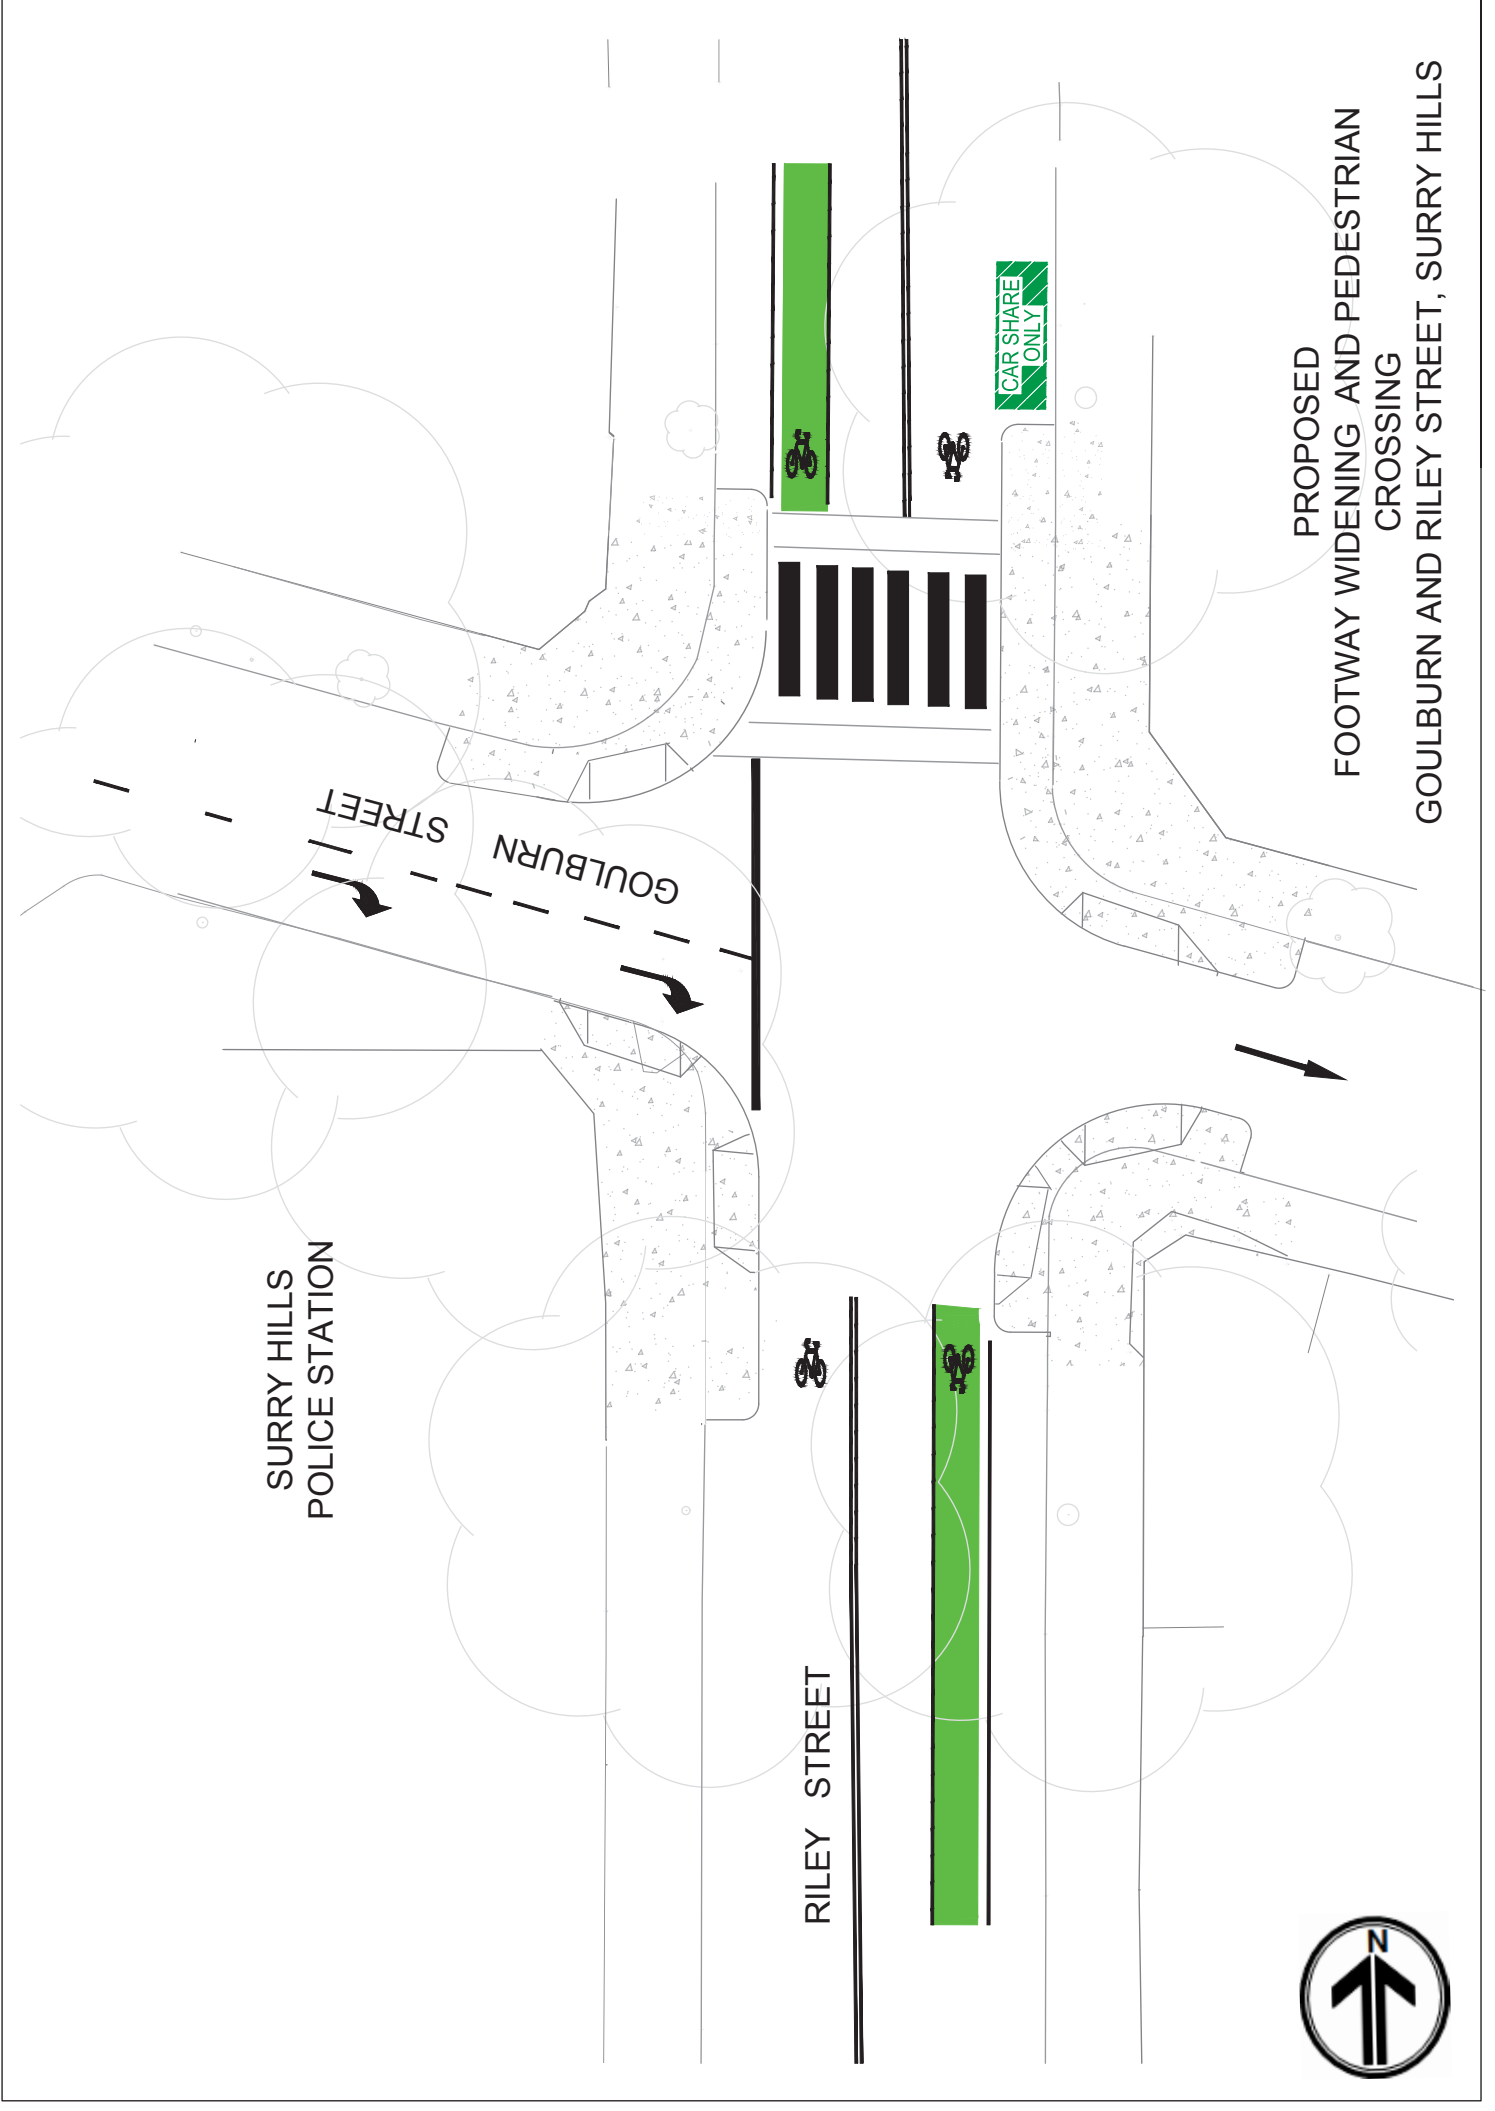 SURRY HILLS
POLICE STATION
GOULBURN STREET
RILEY STREET
CAR SHARE
ONLY
PROPOSED
FOOTWAY WIDENING AND PEDESTRIAN
CROSSING
GOULBURN AND RILEY STREET, SURRY HILLS
N